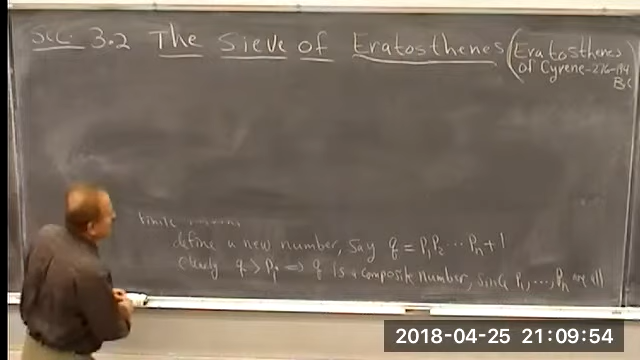 Sec. 3.2 The Sieve of Eratosthenes (Eratosthenes
of Cyrene-276-194
BC
finite
define a new number, say q = P₁P₂ ... Pₙ + 1
Clearly q > Pᵢ ⟹ q is a composite number, since P₁, ..., Pₙ are all
2018-04-25 21:09:54